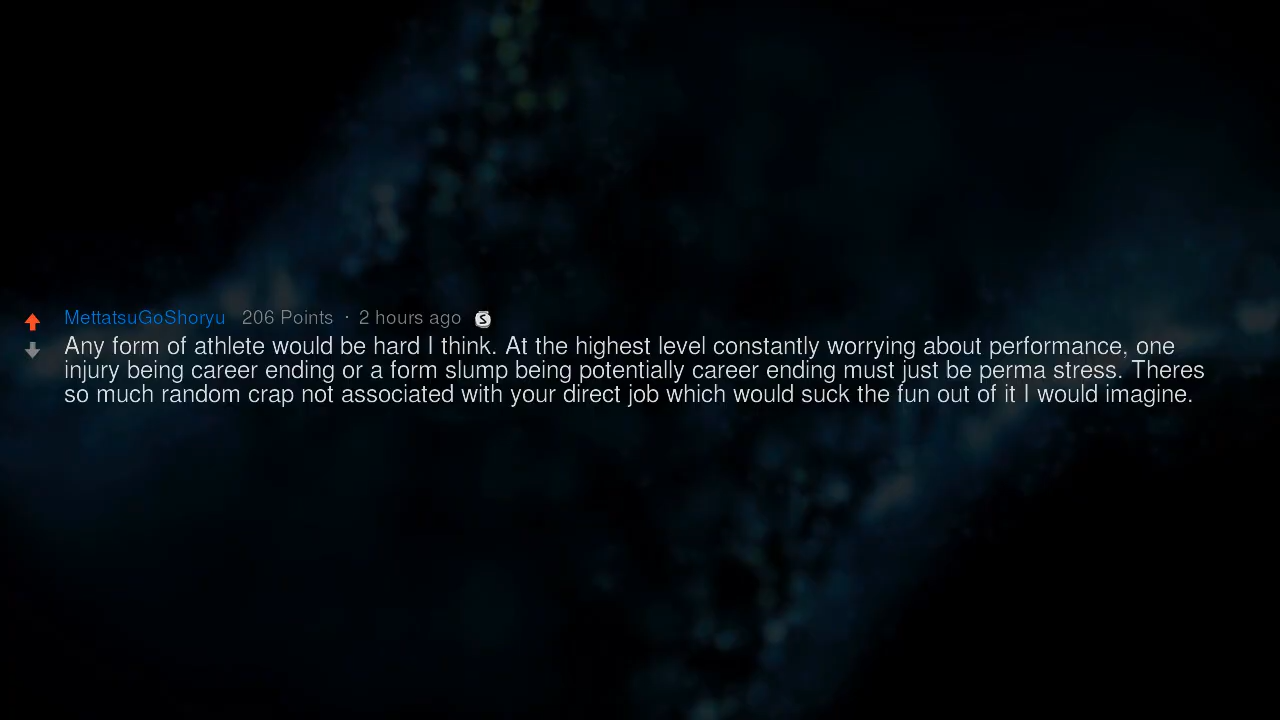 MettatsuGoShoryu 206 Points · 2 hours ago S
Any form of athlete would be hard I think. At the highest level constantly worrying about performance, one
injury being career ending or a form slump being potentially career ending must just be perma stress. Theres
so much random crap not associated with your direct job which would suck the fun out of it I would imagine.